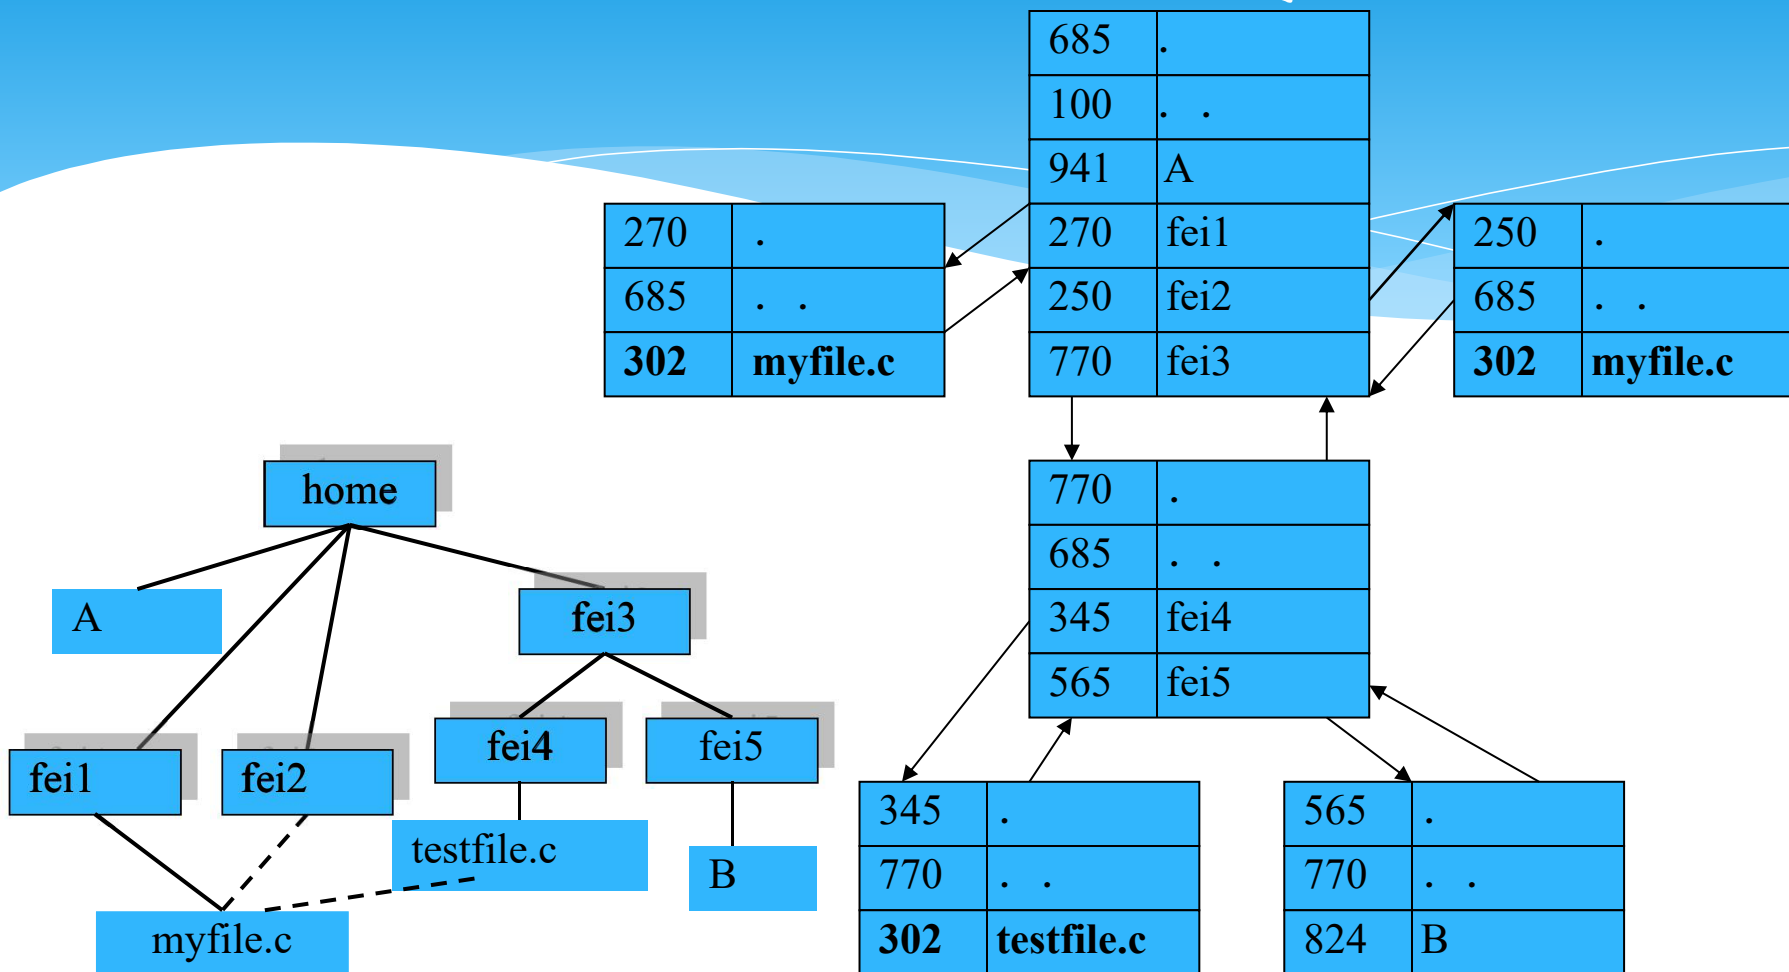 685 .
100 . .
941 A
270 fei1
250 fei2
770 fei3
270 .
685 . .
302 myfile.c
250 .
685 . .
302 myfile.c
home
A
fei3
fei4
fei5
fei1
fei2
testfile.c
B
myfile.c
770 .
685 . .
345 fei4
565 fei5
345 .
770 . .
302 testfile.c
565 .
770 . .
824 B